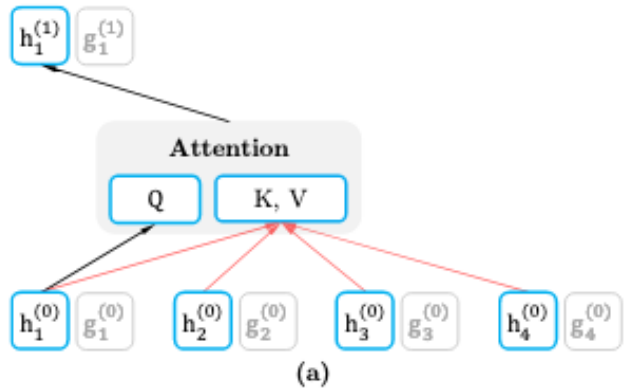 h₁⁽¹⁾ g₁⁽¹⁾
Attention
Q K, V
h₁⁽⁰⁾ g₁⁽⁰⁾ h₂⁽⁰⁾ g₂⁽⁰⁾ h₃⁽⁰⁾ g₃⁽⁰⁾ h₄⁽⁰⁾ g₄⁽⁰⁾
(a)